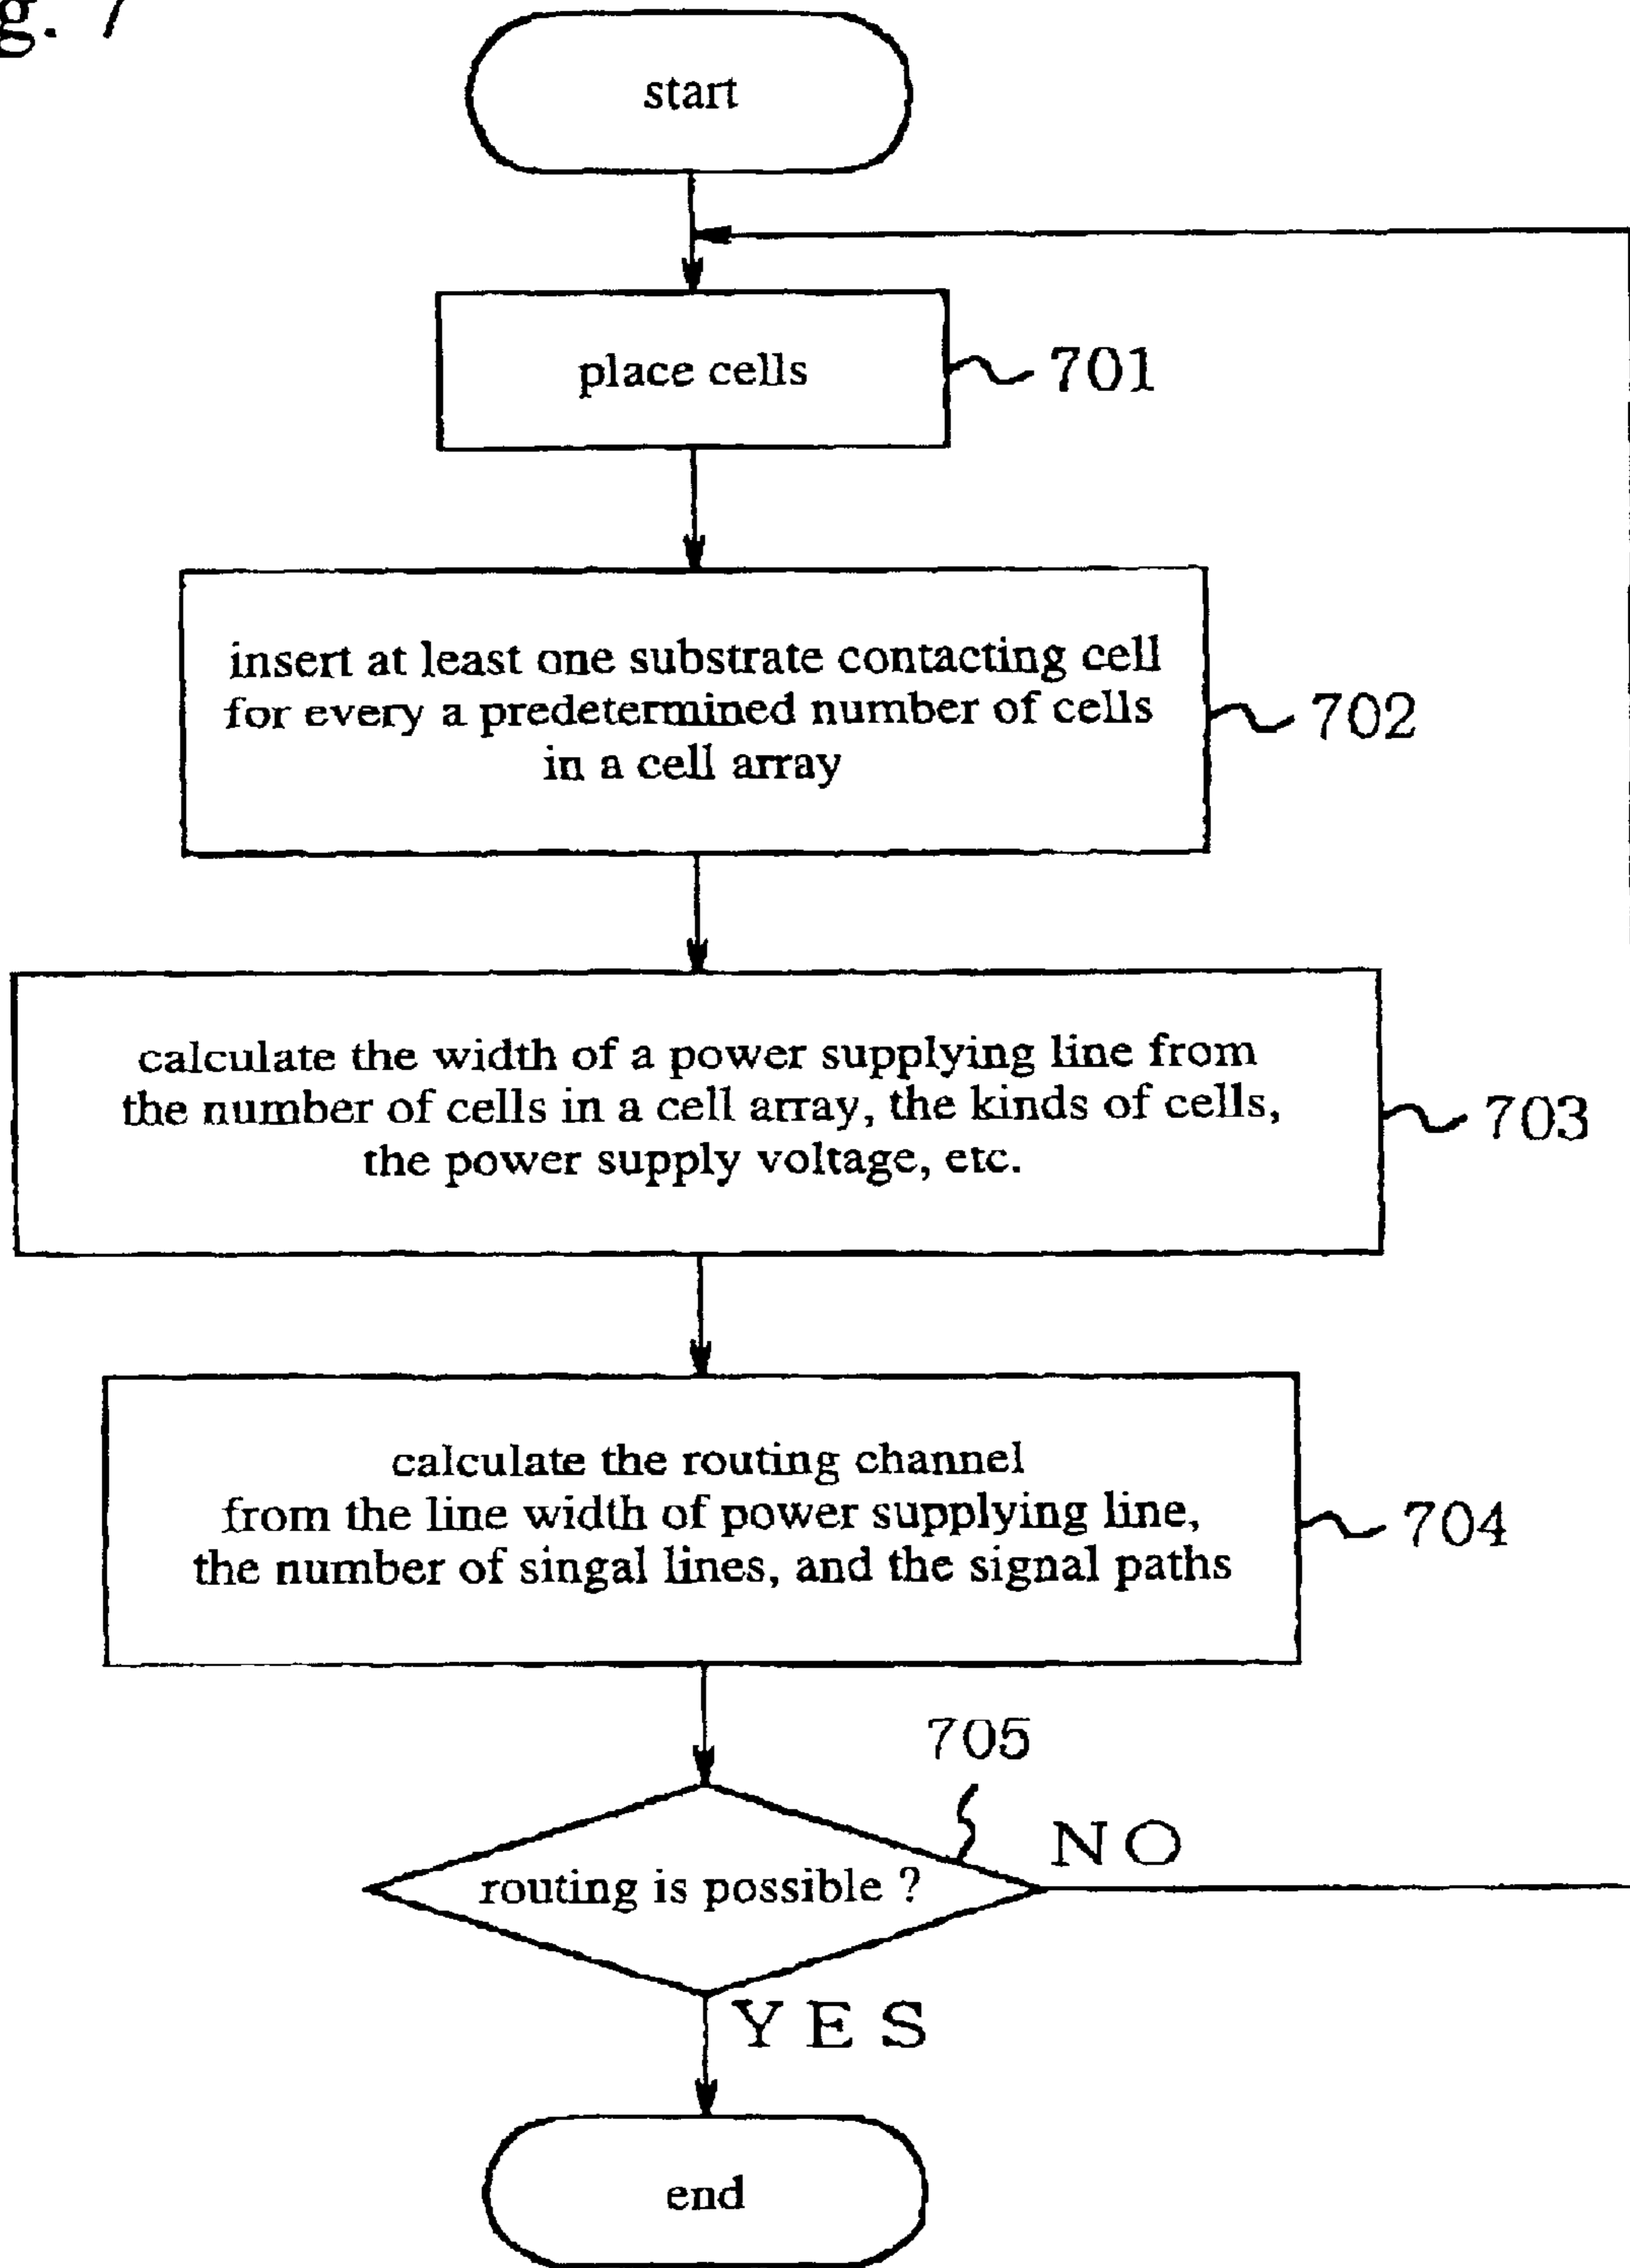 g. 7
start
place cells
701
insert at least one substrate contacting cell
for every a predetermined number of cells
in a cell array
702
calculate the width of a power supplying line from
the number of cells in a cell array, the kinds of cells,
the power supply voltage, etc.
703
calculate the routing channel
from the line width of power supplying line,
the number of singal lines, and the signal paths
704
705
routing is possible ?
NO
YES
end